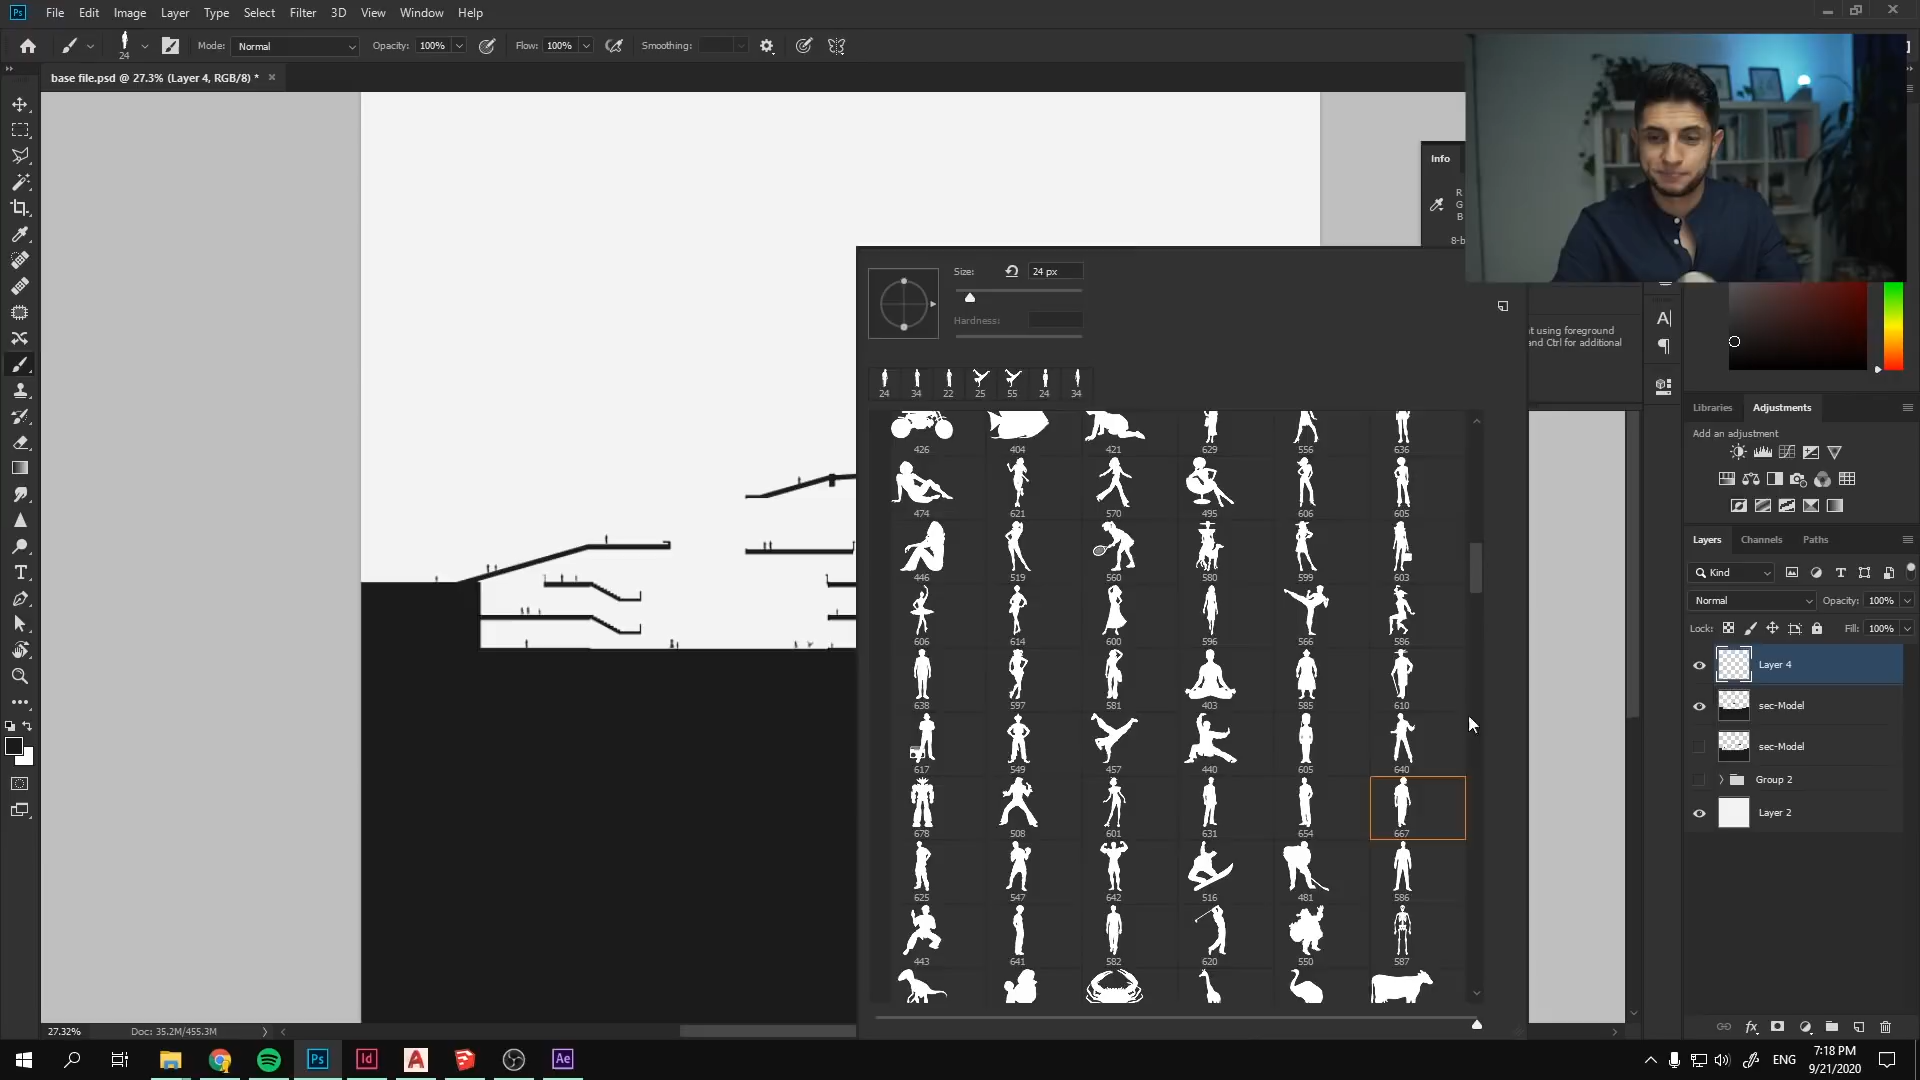 Ps File Edit Image Layer Type Select Filter 3D View Window Help
24 Mode: Normal Opacity: 100% Flow: 100% Smoothing:
base file.psd @ 27.3% (Layer 4, RGB/8) *
Info
R
G
B
8-b
Size: 24 px
Hardness:
t using foreground
and Ctrl for additional
24 34 22 25 55 24 34
426 404 421 629 556 636
474 621 570 495 606 605
446 519 560 580 599 603
606 614 600 596 566 586
638 597 581 403 585 610
617 549 457 440 605 640
678 508 601 631 654 667
625 547 642 516 481 586
443 641 582 620 550 587
Libraries Adjustments
Add an adjustment
Layers Channels Paths
Kind
Normal Opacity: 100%
Lock: Fill: 100%
Layer 4
sec-Model
sec-Model
Group 2
Layer 2
fx
27.32% Doc: 35.2M/455.3M
Ps Id A Ae
ENG
7:18 PM
9/21/2020